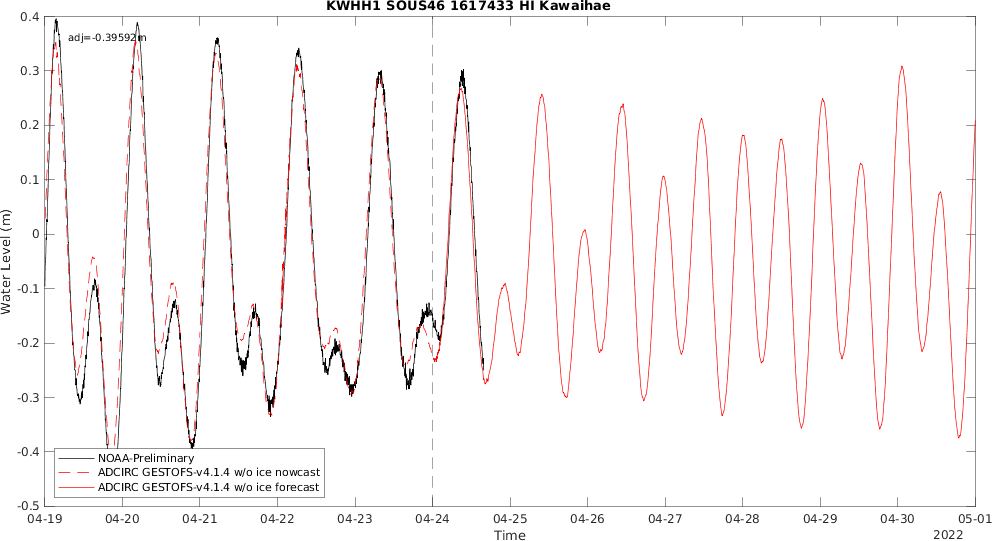 KWHH1 SOUS46 1617433 HI Kawaihae
adj=-0.39592m
0.4
0.3
0.2
0.1
0
-0.1
-0.2
-0.3
-0.4
-0.5
Water Level (m)
NOAA-Preliminary
ADCIRC GESTOFS-v4.1.4 w/o ice nowcast
ADCIRC GESTOFS-v4.1.4 w/o ice forecast
04-19 04-20 04-21 04-22 04-23 04-24 04-25 04-26 04-27 04-28 04-29 04-30 05-01
Time
2022